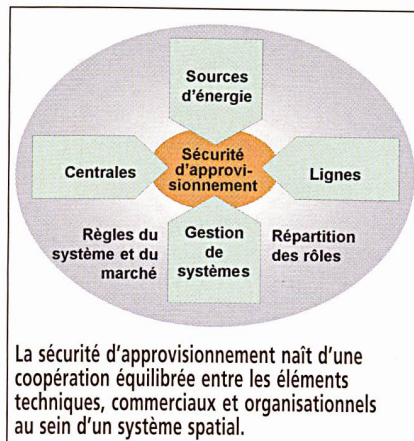 Sources
d'énergie
Centrales
Sécurité
d'approvi-
sionnement
Lignes
Règles du
système et du
marché
Gestion
de
systèmes
Répartition
des rôles
La sécurité d'approvisionnement naît d'une
coopération équilibrée entre les éléments
techniques, commerciaux et organisationnels
au sein d'un système spatial.